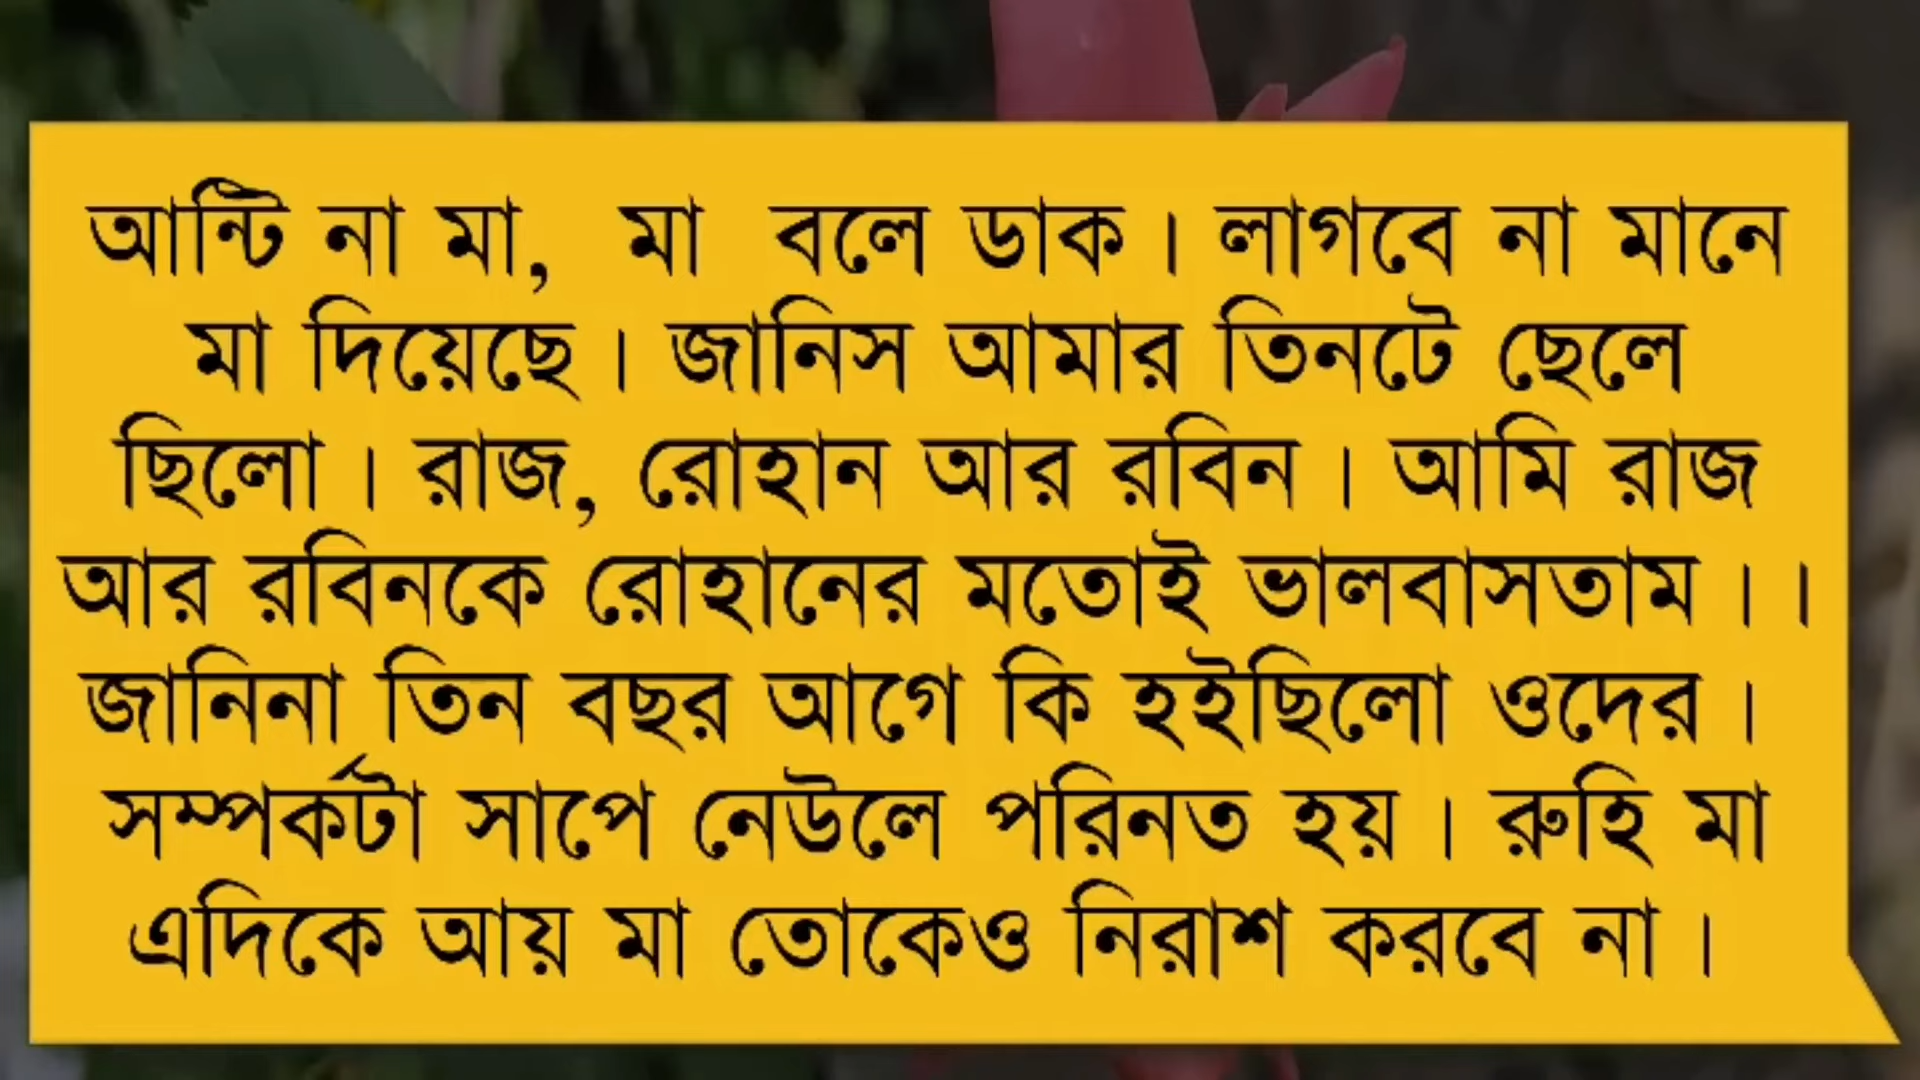 আন্টি না মা, মা বলে ডাক। লাগবে না মানে
মা দিয়েছে। জানিস আমার তিনটে ছেলে
ছিলো। রাজ, রোহান আর রবিন। আমি রাজ
আর রবিনকে রোহানের মতোই ভালবাসতাম।।
জানিনা তিন বছর আগে কি হইছিলো ওদের।
সম্পর্কটা সাপে নেউলে পরিনত হয়। রুহি মা
এদিকে আয় মা তোকেও নিরাশ করবে না।